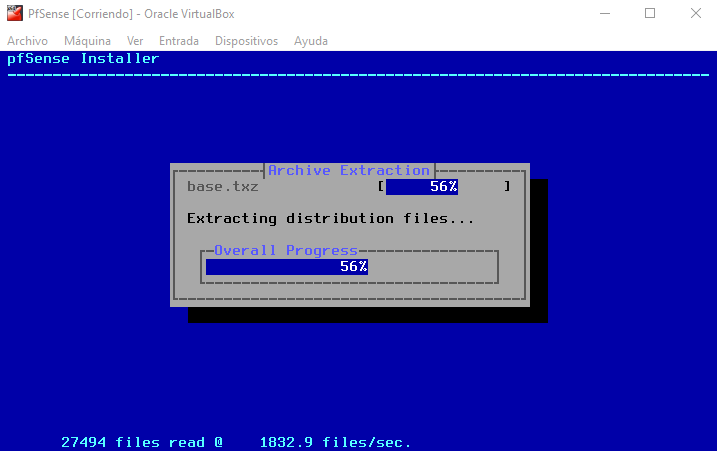 PfSense [Corriendo] - Oracle VirtualBox
Archivo Máquina Ver Entrada Dispositivos Ayuda
pfSense Installer
Archive Extraction
base.txz [ 56% ]
Extracting distribution files...
Overall Progress
56%
27494 files read @ 1832.9 files/sec.